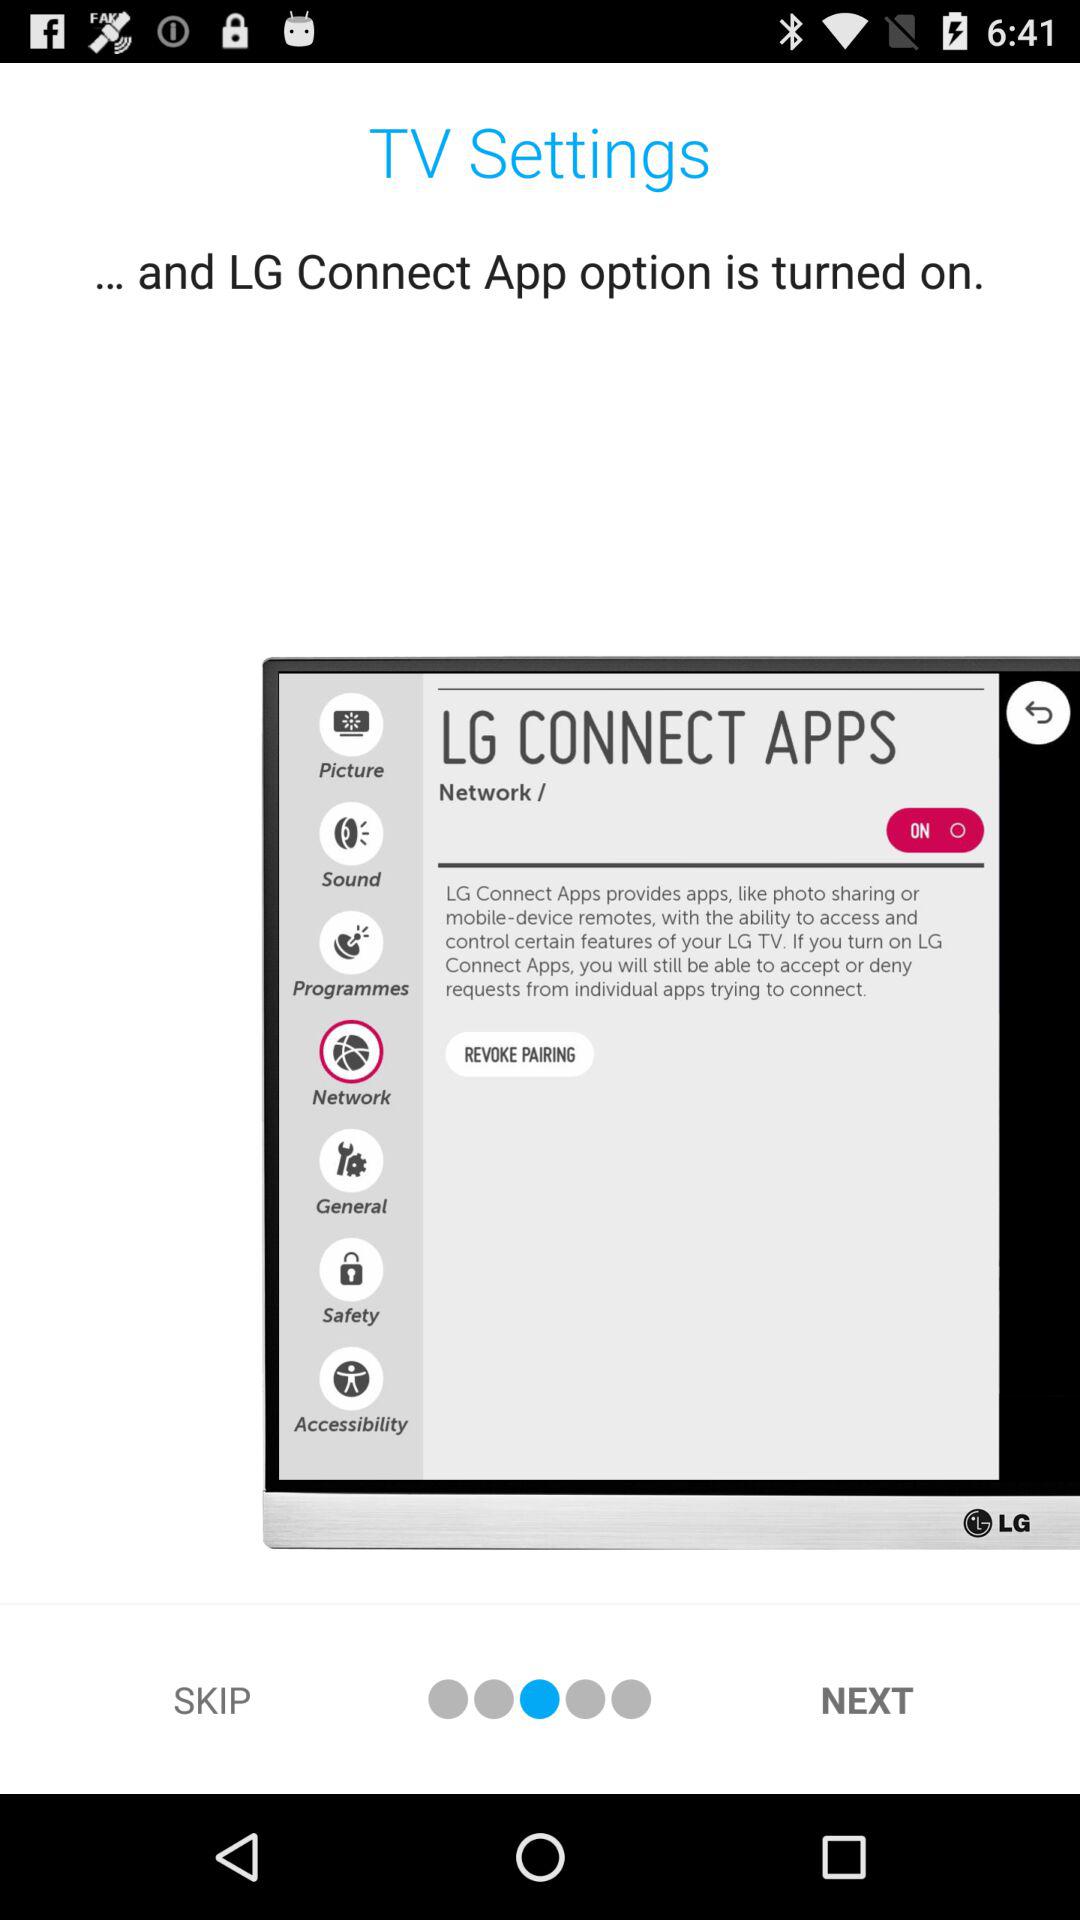 FAKE
6:41
TV Settings
... and LG Connect App option is turned on.
Picture
Sound
Programmes
Network
General
Safety
Accessibility
LG CONNECT APPS
Network /
ON
LG Connect Apps provides apps, like photo sharing or
mobile-device remotes, with the ability to access and
control certain features of your LG TV. If you turn on LG
Connect Apps, you will still be able to accept or deny
requests from individual apps trying to connect.
REVOKE PAIRING
LG
SKIP
NEXT